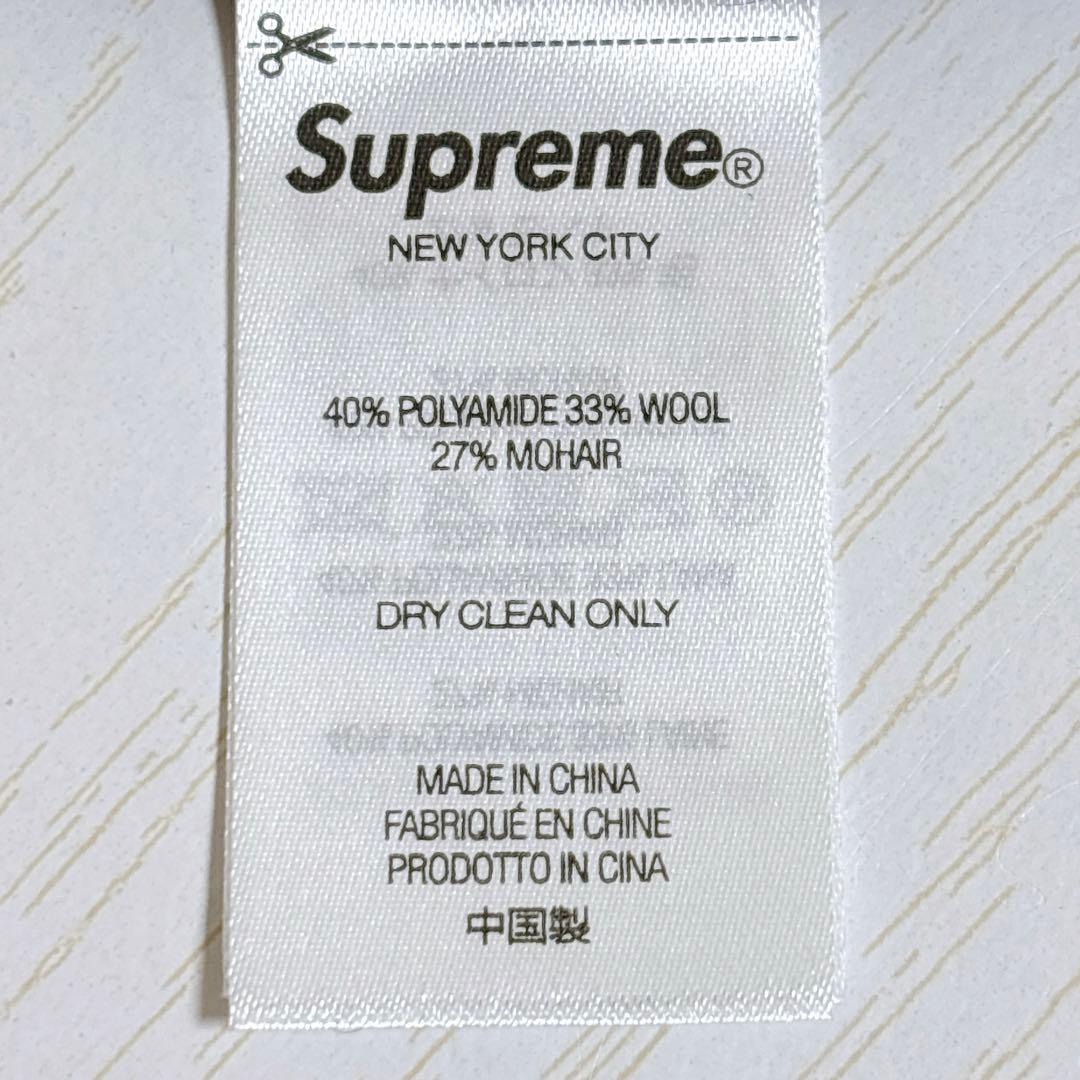 Supreme®
NEW YORK CITY
40% POLYAMIDE 33% WOOL
27% MOHAIR
DRY CLEAN ONLY
MADE IN CHINA
FABRIQUÉ EN CHINE
PRODOTTO IN CINA
中国製